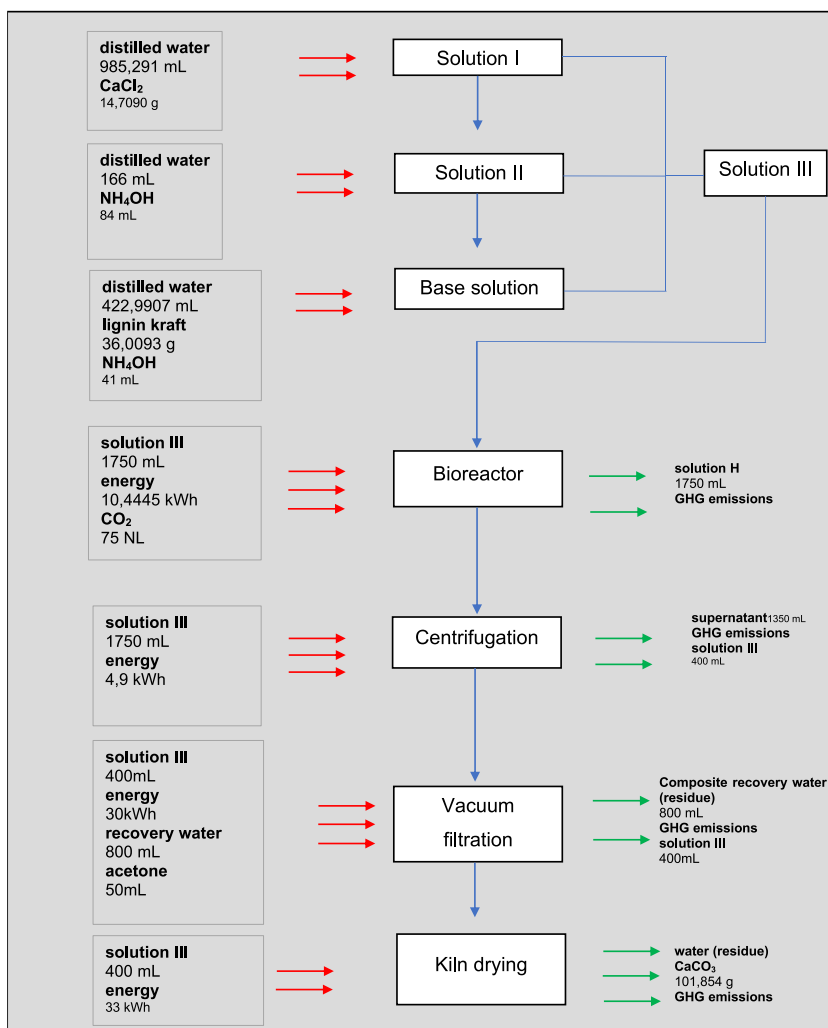 distilled water
985,291 mL
CaCl₂
14,7090 g
Solution I
distilled water
166 mL
NH₄OH
84 mL
Solution II
Solution III
distilled water
422,9907 mL
lignin kraft
36,0093 g
NH₄OH
41 mL
Base solution
solution III
1750 mL
energy
10,4445 kWh
CO₂
75 NL
Bioreactor
solution H
1750 mL
GHG emissions
solution III
1750 mL
energy
4,9 kWh
Centrifugation
supernatant1350 mL
GHG emissions
solution III
400 mL
solution III
400mL
energy
30kWh
recovery water
800 mL
acetone
50mL
Vacuum
filtration
Composite recovery water
(residue)
800 mL
GHG emissions
solution III
400mL
solution III
400 mL
energy
33 kWh
Kiln drying
water (residue)
CaCO₃
101,854 g
GHG emissions